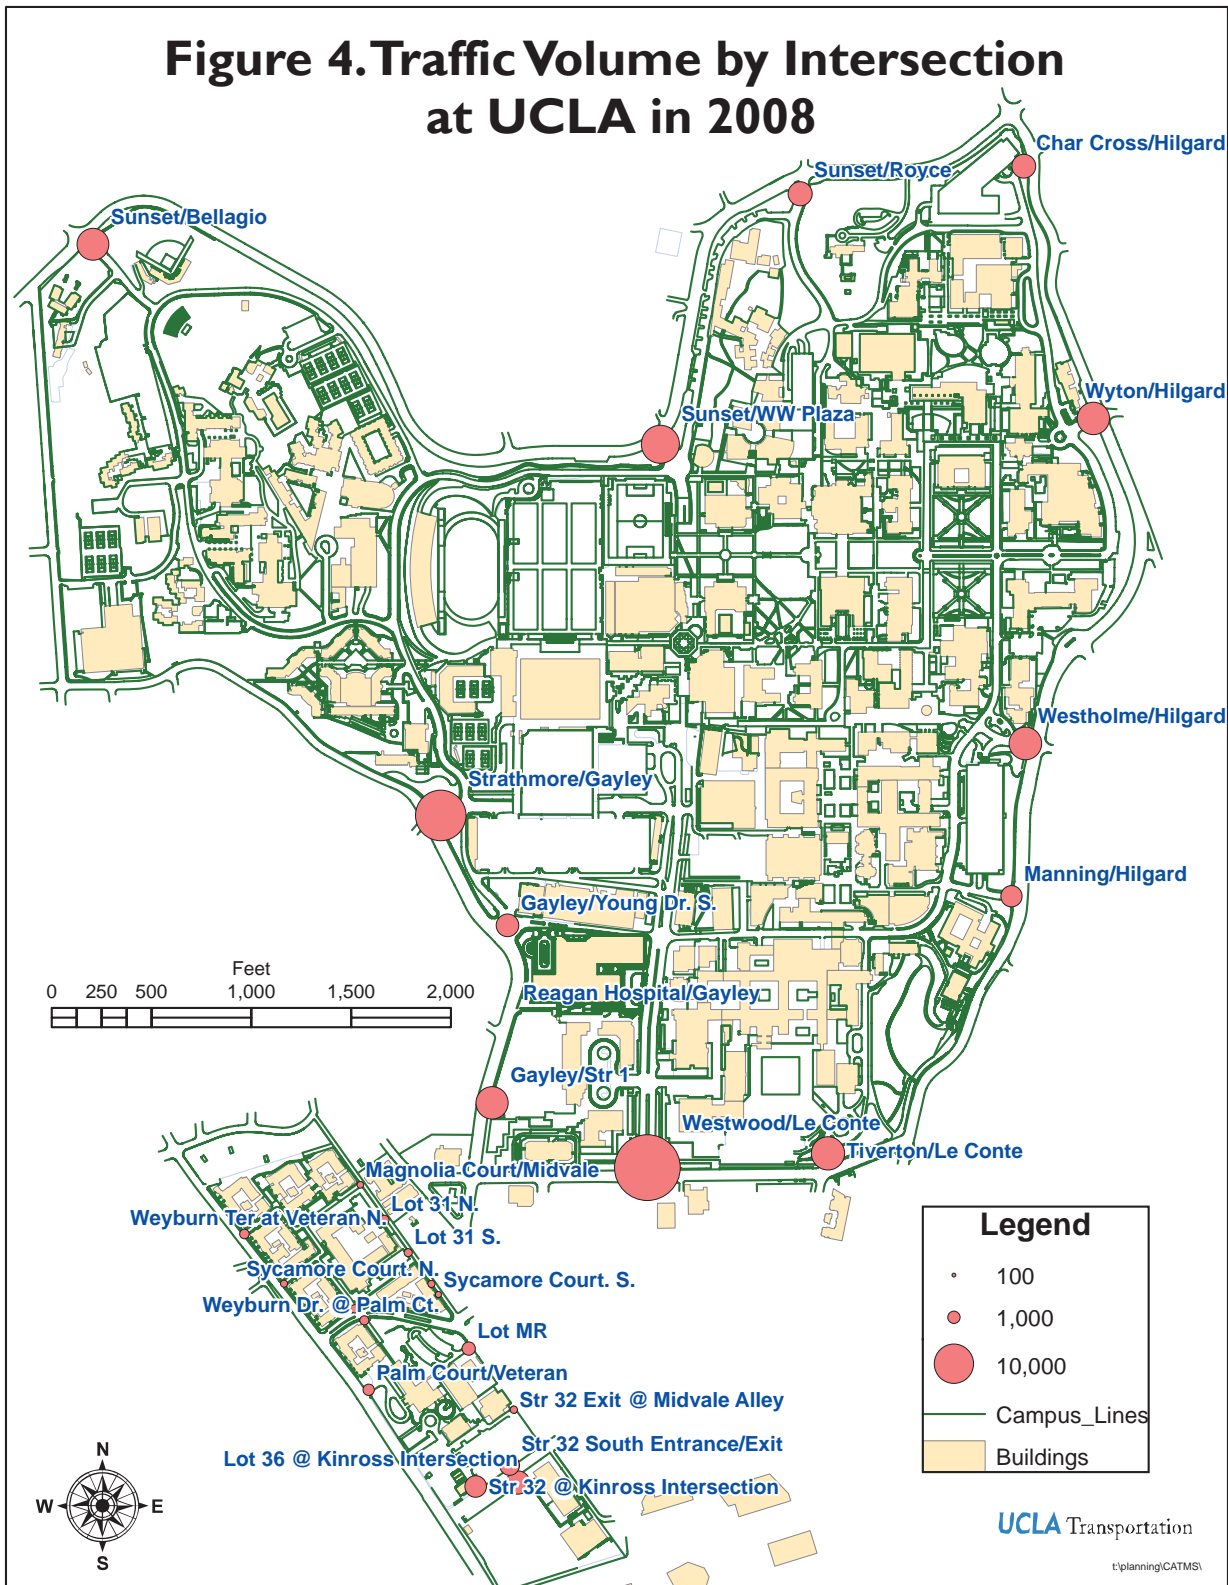 Figure 4. Traffic Volume by Intersection
at UCLA in 2008
Char Cross/Hilgard
Sunset/Royce
Sunset/Bellagio
Wyton/Hilgard
Sunset/WW Plaza
Westholme/Hilgard
Strathmore/Gayley
Manning/Hilgard
Gayley/Young Dr. S.
Feet
0 250 500 1,000 1,500 2,000
Reagan Hospital/Gayley
Gayley/Str 1
Westwood/Le Conte
Tiverton/Le Conte
Magnolia Court/Midvale
Lot 31 N.
Weyburn Ter at Veteran N.
Lot 31 S.
Sycamore Court. N.
Sycamore Court. S.
Weyburn Dr. @ Palm Ct.
Lot MR
Palm Court/Veteran
Str 32 Exit @ Midvale Alley
Str 32 South Entrance/Exit
Lot 36 @ Kinross Intersection
Str 32 @ Kinross Intersection
Legend
100
1,000
10,000
Campus_Lines
Buildings
N
W E
S
UCLA Transportation
t:\planning\CATMS\